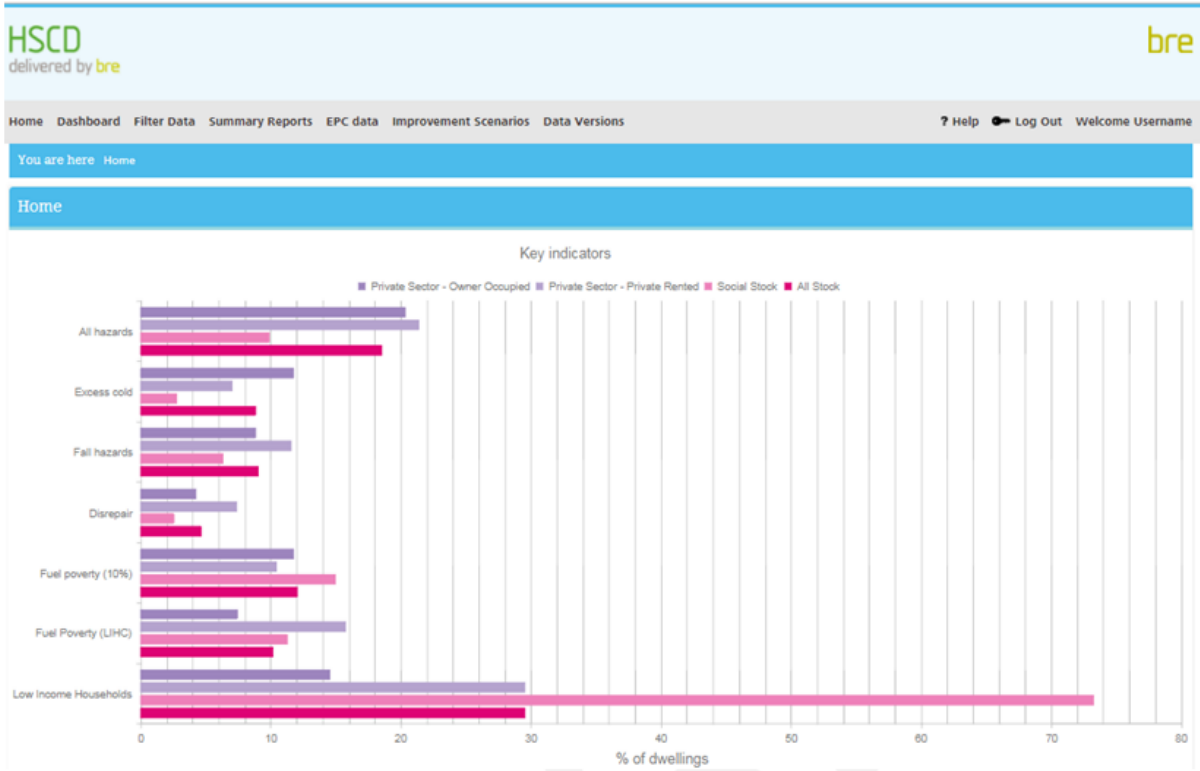 HSCD
delivered by bre
bre
Home Dashboard Filter Data Summary Reports EPC data Improvement Scenarios Data Versions ? Help Log Out Welcome Username
You are here Home
Home
Key indicators
Private Sector - Owner Occupied Private Sector - Private Rented Social Stock All Stock
All hazards
Excess cold
Fall hazards
Disrepair
Fuel poverty (10%)
Fuel Poverty (LIHC)
Low Income Households
0 10 20 30 40 50 60 70 80
% of dwellings